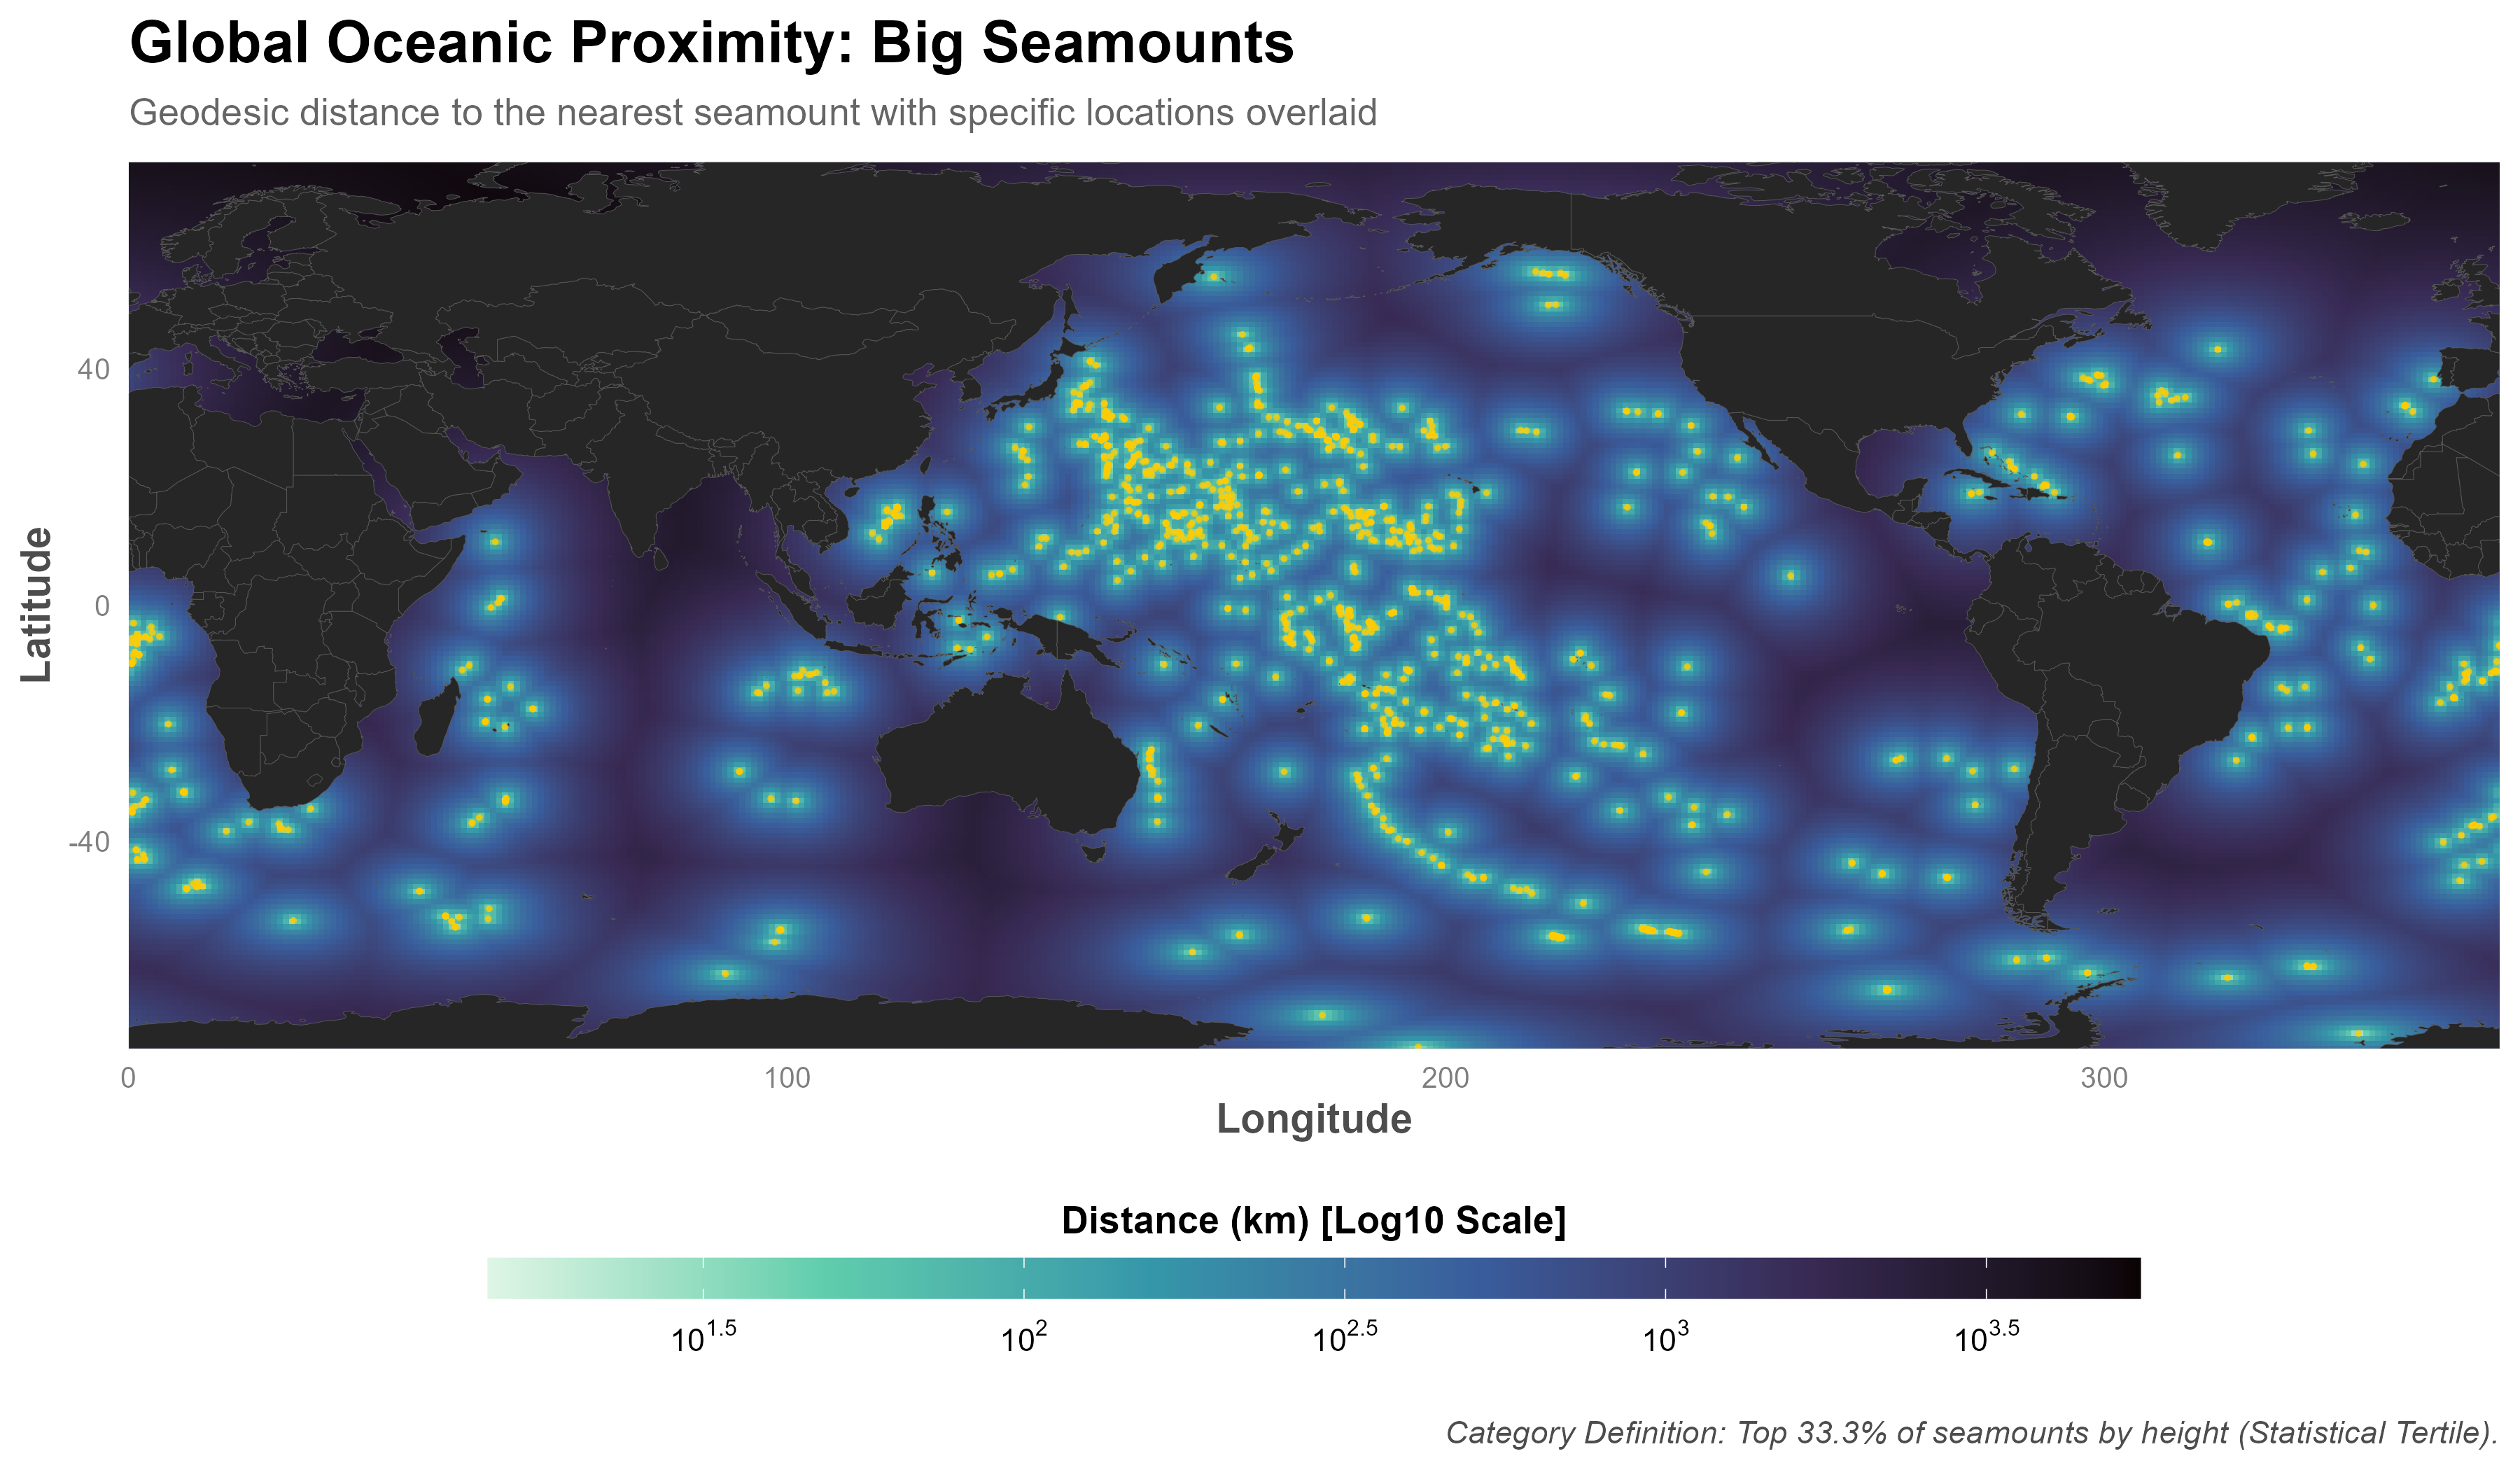 Global Oceanic Proximity: Big Seamounts
Geodesic distance to the nearest seamount with specific locations overlaid
Latitude
40
0
-40
0 100 200 300
Longitude
Distance (km) [Log10 Scale]
10^1.5 10^2 10^2.5 10^3 10^3.5
Category Definition: Top 33.3% of seamounts by height (Statistical Tertile).